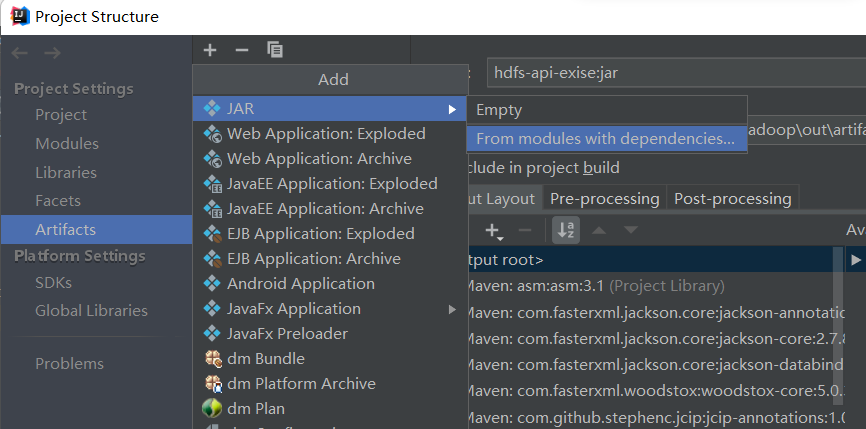 Project Structure
Project Settings
Project
Modules
Libraries
Facets
Artifacts
Platform Settings
SDKs
Global Libraries
Problems
Add
JAR
Web Application: Exploded
Web Application: Archive
JavaEE Application: Exploded
JavaEE Application: Archive
EJB Application: Exploded
EJB Application: Archive
Android Application
JavaFx Application
JavaFx Preloader
dm Bundle
dm Platform Archive
dm Plan
Empty
From modules with dependencies...
hdfs-api-exise:jar
adoop\out\artifa
clude in project build
ut Layout
Pre-processing
Post-processing
Av
tput root>
Maven: asm:asm:3.1 (Project Library)
Maven: com.fasterxml.jackson.core:jackson-annotatio
Maven: com.fasterxml.jackson.core:jackson-core:2.7.8
Maven: com.fasterxml.jackson.core:jackson-databind
Maven: com.fasterxml.woodstox:woodstox-core:5.0.
Maven: com.github.stephenc.jcip:jcip-annotations:1.0